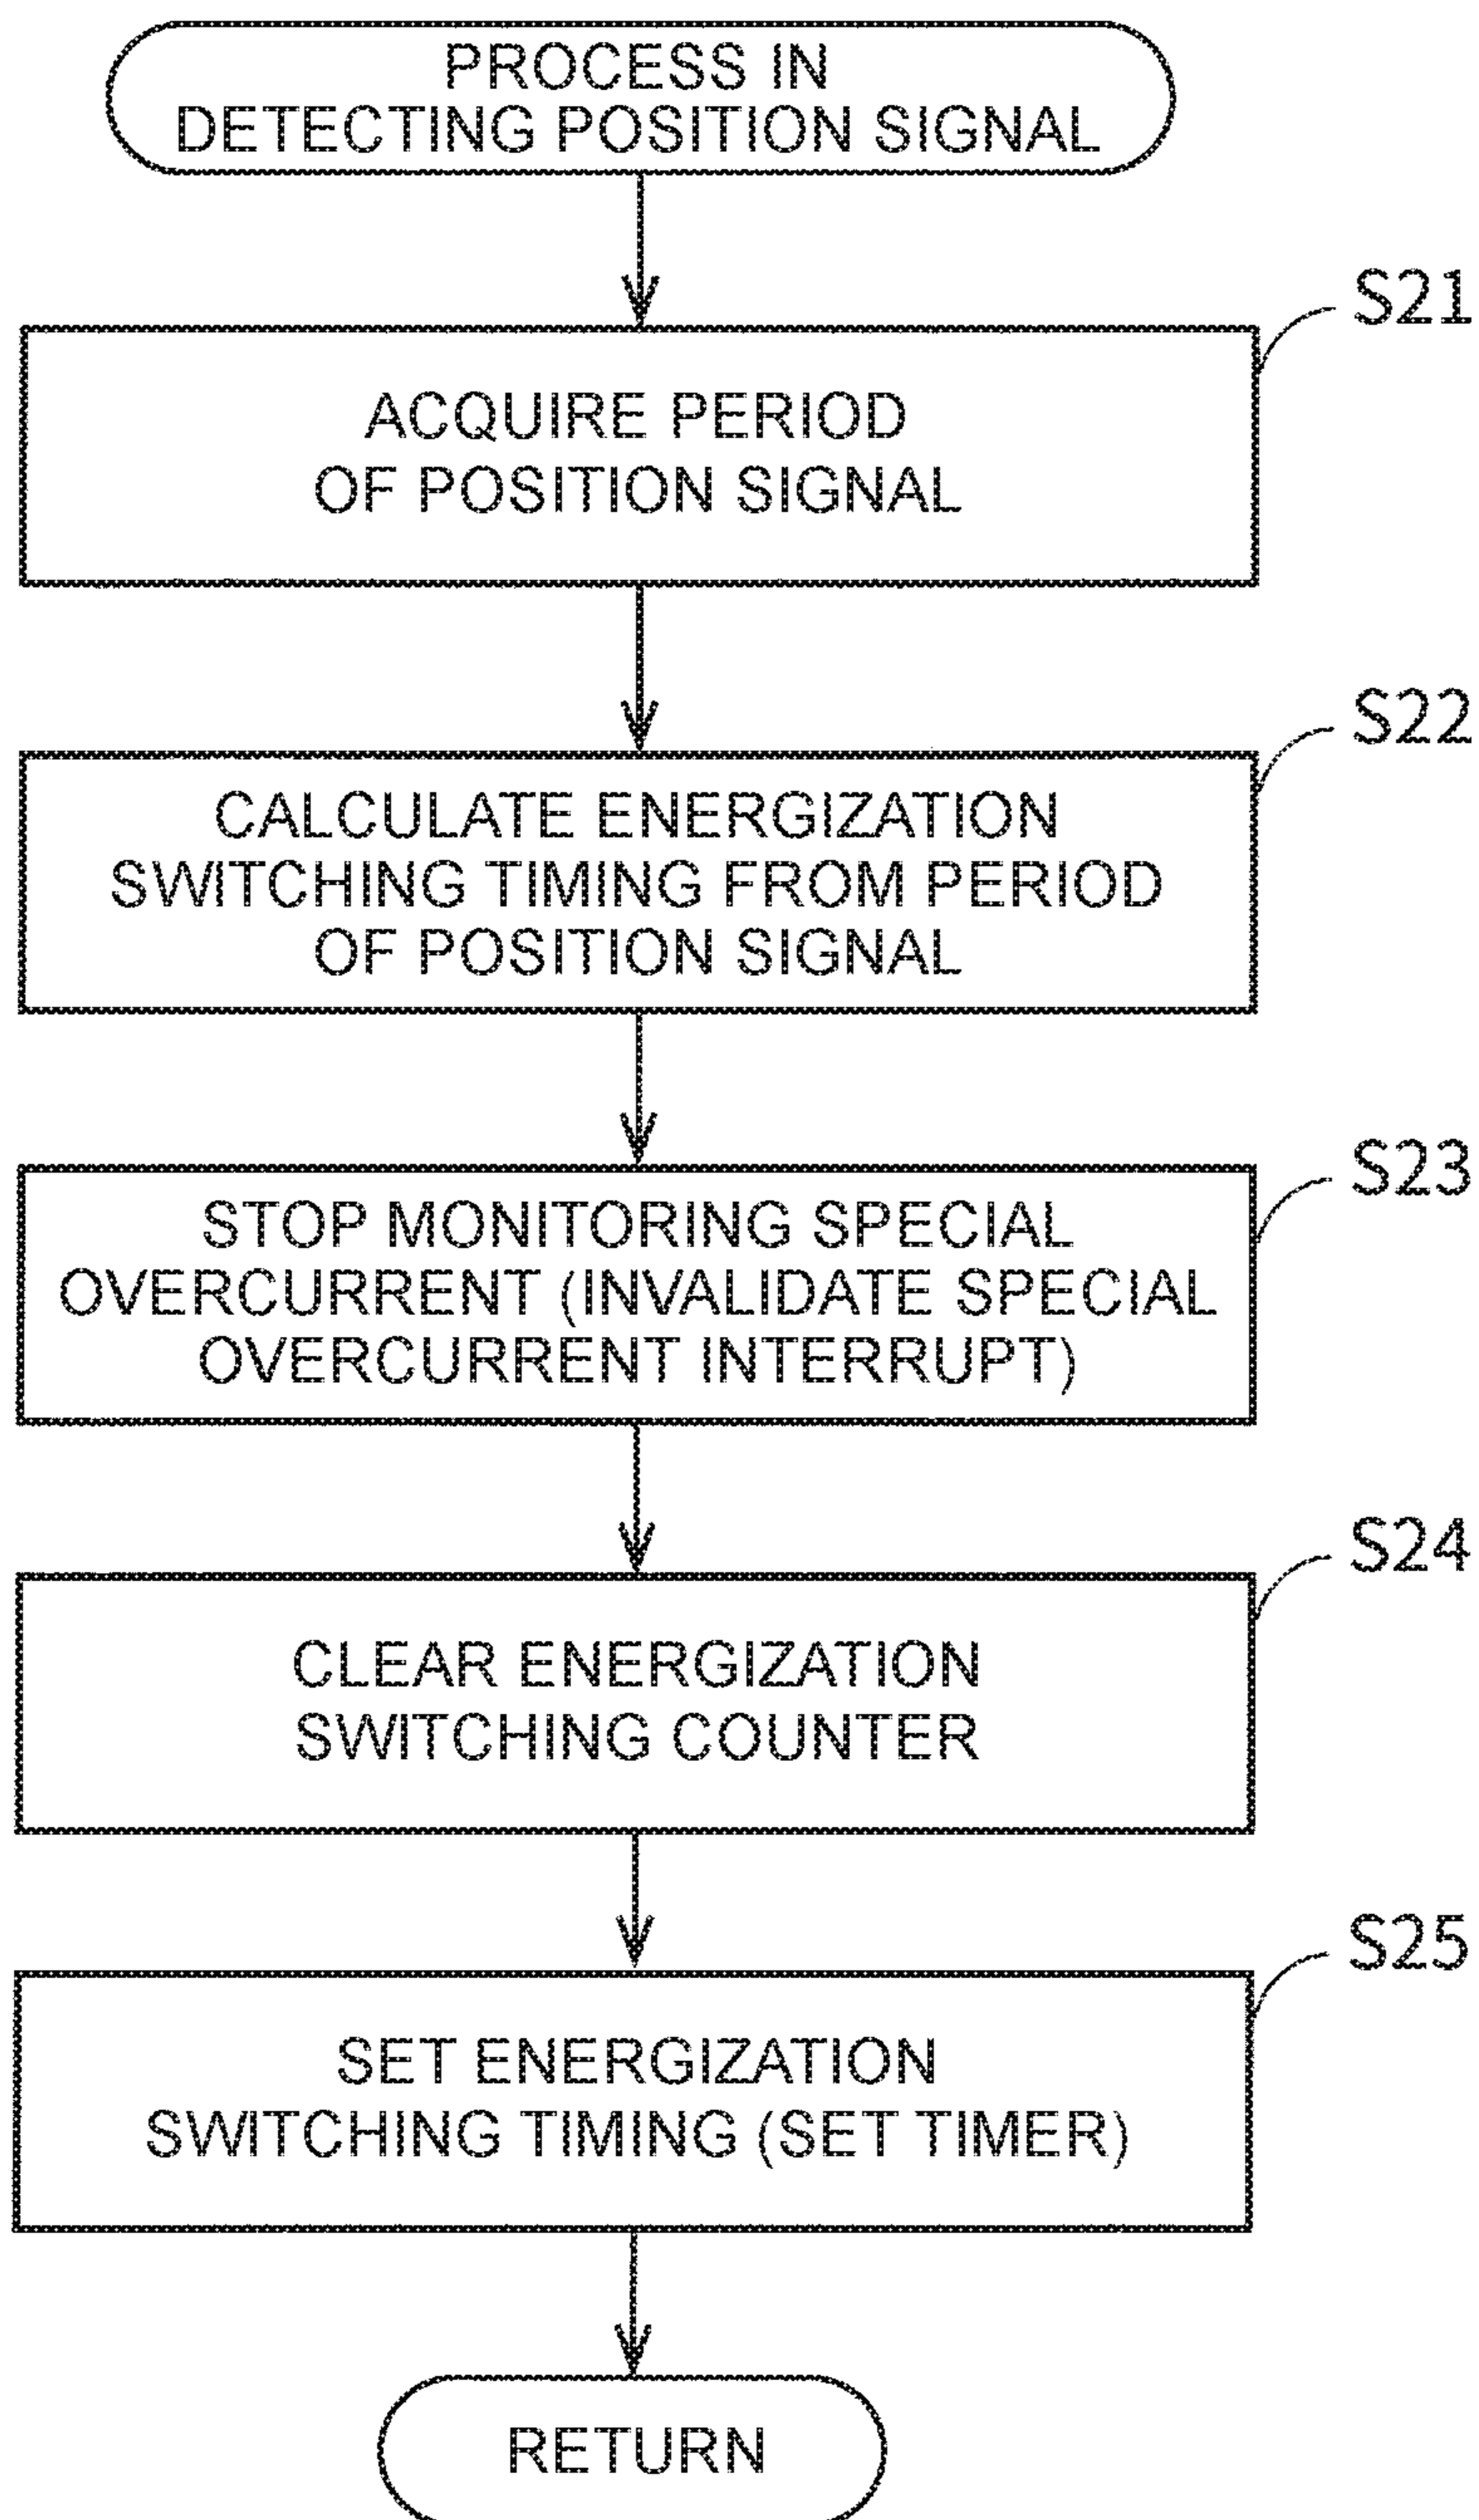 PROCESS IN
DETECTING POSITION SIGNAL
S21
ACQUIRE PERIOD
OF POSITION SIGNAL
S22
CALCULATE ENERGIZATION
SWITCHING TIMING FROM PERIOD
OF POSITION SIGNAL
S23
STOP MONITORING SPECIAL
OVERCURRENT (INVALIDATE SPECIAL
OVERCURRENT INTERRUPT)
S24
CLEAR ENERGIZATION
SWITCHING COUNTER
S25
SET ENERGIZATION
SWITCHING TIMING (SET TIMER)
RETURN